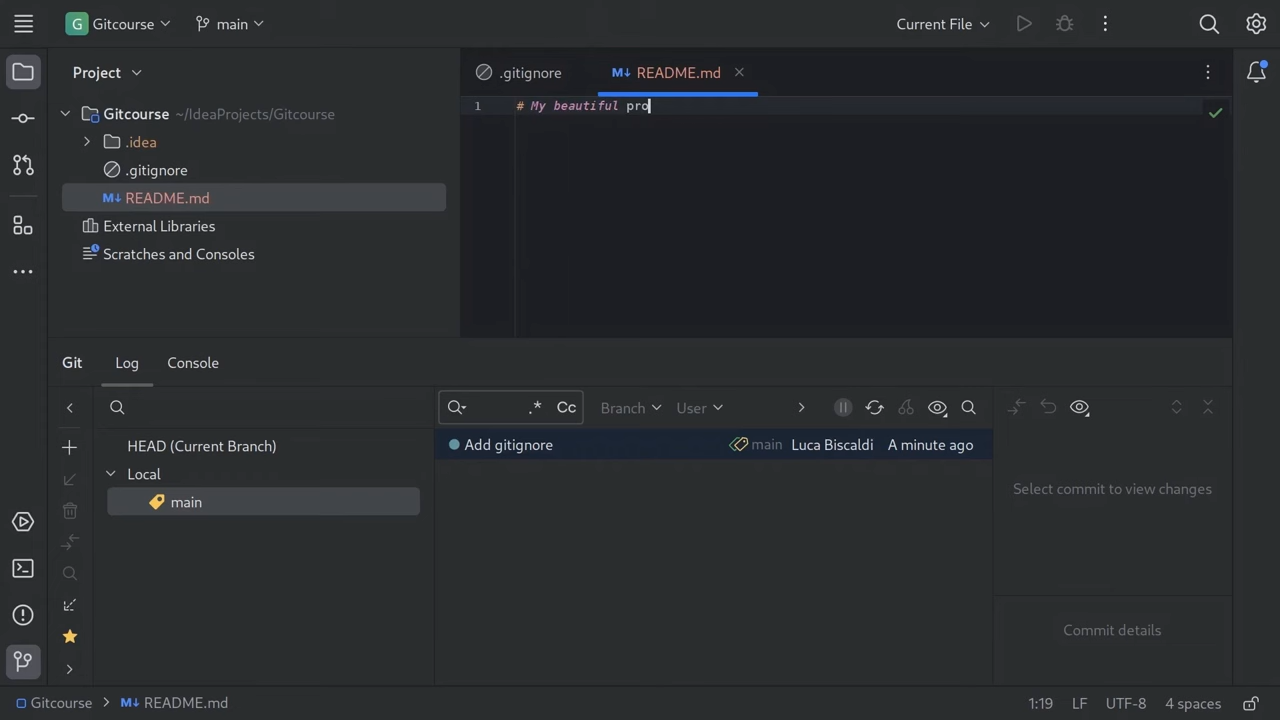 G Gitcourse main Current File
Project
Gitcourse ~/IdeaProjects/Gitcourse
.idea
.gitignore
M↓ README.md
External Libraries
Scratches and Consoles
.gitignore M↓ README.md
1 # My beautiful pro
Git Log Console
.* Cc Branch User
HEAD (Current Branch)
Local
main
Add gitignore main Luca Biscaldi A minute ago
Select commit to view changes
Commit details
Gitcourse M↓ README.md 1:19 LF UTF-8 4 spaces